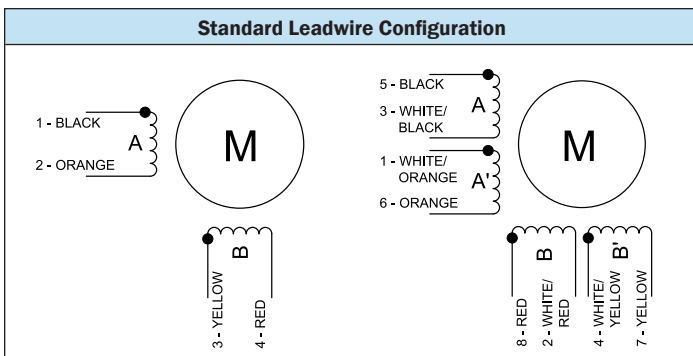 Standard Leadwire Configuration
1 - BLACK
A
2 - ORANGE
M
B
3 - YELLOW
4 - RED
5 - BLACK
A
3 - WHITE/
BLACK
1 - WHITE/
ORANGE
A'
6 - ORANGE
M
B
B'
8 - RED
2 - WHITE/
RED
4 - WHITE/
YELLOW
7 - YELLOW